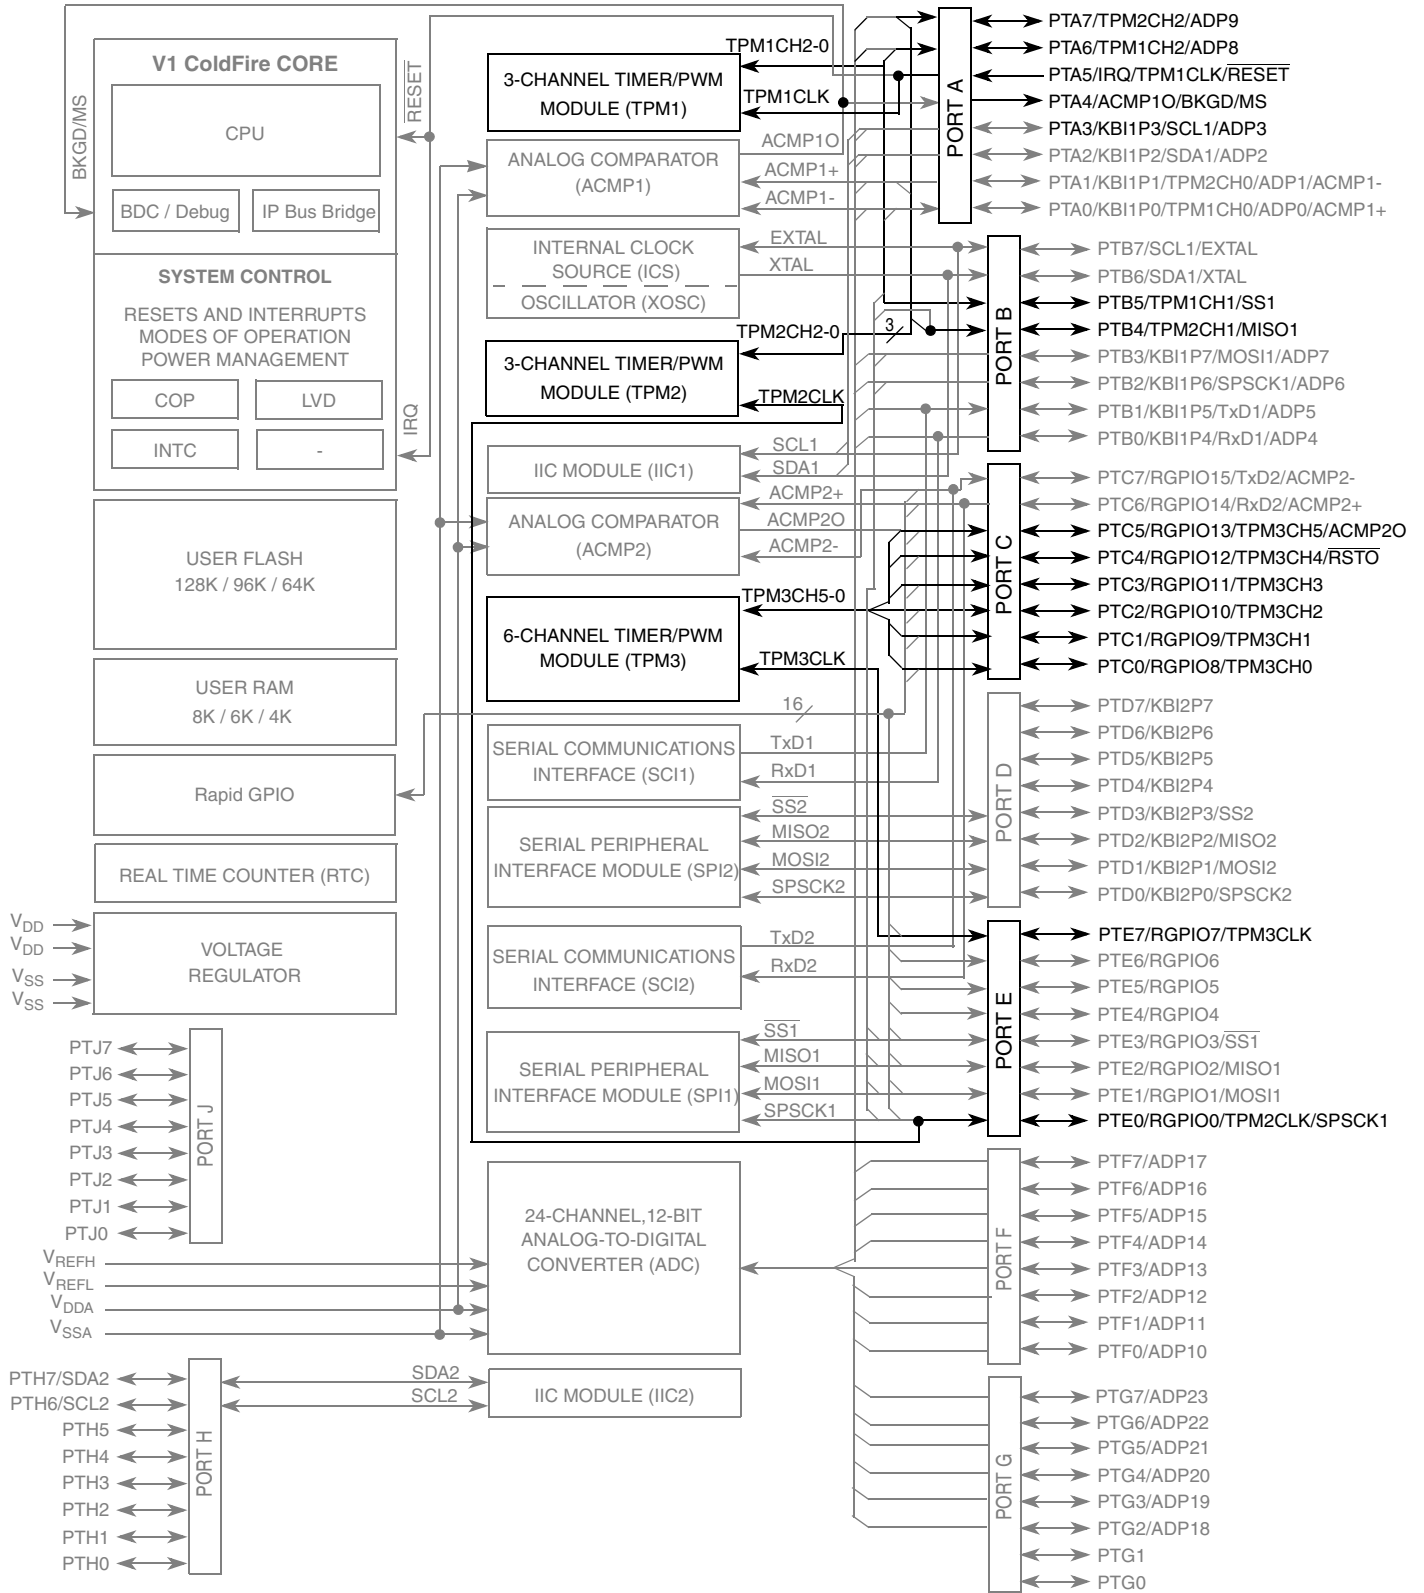 BKGD/MS
V1 ColdFire CORE
CPU
BDC / Debug
IP Bus Bridge
SYSTEM CONTROL
RESETS AND INTERRUPTS
MODES OF OPERATION
POWER MANAGEMENT
COP
LVD
INTC
-
RESET
IRQ
USER FLASH
128K / 96K / 64K
USER RAM
8K / 6K / 4K
Rapid GPIO
REAL TIME COUNTER (RTC)
VDD
VDD
VSS
VSS
VOLTAGE
REGULATOR
PTJ7
PTJ6
PTJ5
PTJ4
PTJ3
PTJ2
PTJ1
PTJ0
PORT J
VREFH
VREFL
VDDA
VSSA
PTH7/SDA2
PTH6/SCL2
PTH5
PTH4
PTH3
PTH2
PTH1
PTH0
PORT H
SDA2
SCL2
3-CHANNEL TIMER/PWM
MODULE (TPM1)
TPM1CH2-0
TPM1CLK
ANALOG COMPARATOR
(ACMP1)
ACMP1O
ACMP1+
ACMP1-
INTERNAL CLOCK
SOURCE (ICS)
OSCILLATOR (XOSC)
EXTAL
XTAL
3-CHANNEL TIMER/PWM
MODULE (TPM2)
TPM2CH2-0
3
TPM2CLK
IIC MODULE (IIC1)
SCL1
SDA1
ANALOG COMPARATOR
(ACMP2)
ACMP2+
ACMP2O
ACMP2-
6-CHANNEL TIMER/PWM
MODULE (TPM3)
TPM3CH5-0
TPM3CLK
16
SERIAL COMMUNICATIONS
INTERFACE (SCI1)
TxD1
RxD1
SERIAL PERIPHERAL
INTERFACE MODULE (SPI2)
SS2
MISO2
MOSI2
SPSCK2
SERIAL COMMUNICATIONS
INTERFACE (SCI2)
TxD2
RxD2
SERIAL PERIPHERAL
INTERFACE MODULE (SPI1)
SS1
MISO1
MOSI1
SPSCK1
24-CHANNEL,12-BIT
ANALOG-TO-DIGITAL
CONVERTER (ADC)
IIC MODULE (IIC2)
PORT A
PTA7/TPM2CH2/ADP9
PTA6/TPM1CH2/ADP8
PTA5/IRQ/TPM1CLK/RESET
PTA4/ACMP1O/BKGD/MS
PTA3/KBI1P3/SCL1/ADP3
PTA2/KBI1P2/SDA1/ADP2
PTA1/KBI1P1/TPM2CH0/ADP1/ACMP1-
PTA0/KBI1P0/TPM1CH0/ADP0/ACMP1+
PORT B
PTB7/SCL1/EXTAL
PTB6/SDA1/XTAL
PTB5/TPM1CH1/SS1
PTB4/TPM2CH1/MISO1
PTB3/KBI1P7/MOSI1/ADP7
PTB2/KBI1P6/SPSCK1/ADP6
PTB1/KBI1P5/TxD1/ADP5
PTB0/KBI1P4/RxD1/ADP4
PORT C
PTC7/RGPIO15/TxD2/ACMP2-
PTC6/RGPIO14/RxD2/ACMP2+
PTC5/RGPIO13/TPM3CH5/ACMP2O
PTC4/RGPIO12/TPM3CH4/RSTO
PTC3/RGPIO11/TPM3CH3
PTC2/RGPIO10/TPM3CH2
PTC1/RGPIO9/TPM3CH1
PTC0/RGPIO8/TPM3CH0
PORT D
PTD7/KBI2P7
PTD6/KBI2P6
PTD5/KBI2P5
PTD4/KBI2P4
PTD3/KBI2P3/SS2
PTD2/KBI2P2/MISO2
PTD1/KBI2P1/MOSI2
PTD0/KBI2P0/SPSCK2
PORT E
PTE7/RGPIO7/TPM3CLK
PTE6/RGPIO6
PTE5/RGPIO5
PTE4/RGPIO4
PTE3/RGPIO3/SS1
PTE2/RGPIO2/MISO1
PTE1/RGPIO1/MOSI1
PTE0/RGPIO0/TPM2CLK/SPSCK1
PORT F
PTF7/ADP17
PTF6/ADP16
PTF5/ADP15
PTF4/ADP14
PTF3/ADP13
PTF2/ADP12
PTF1/ADP11
PTF0/ADP10
PORT G
PTG7/ADP23
PTG6/ADP22
PTG5/ADP21
PTG4/ADP20
PTG3/ADP19
PTG2/ADP18
PTG1
PTG0